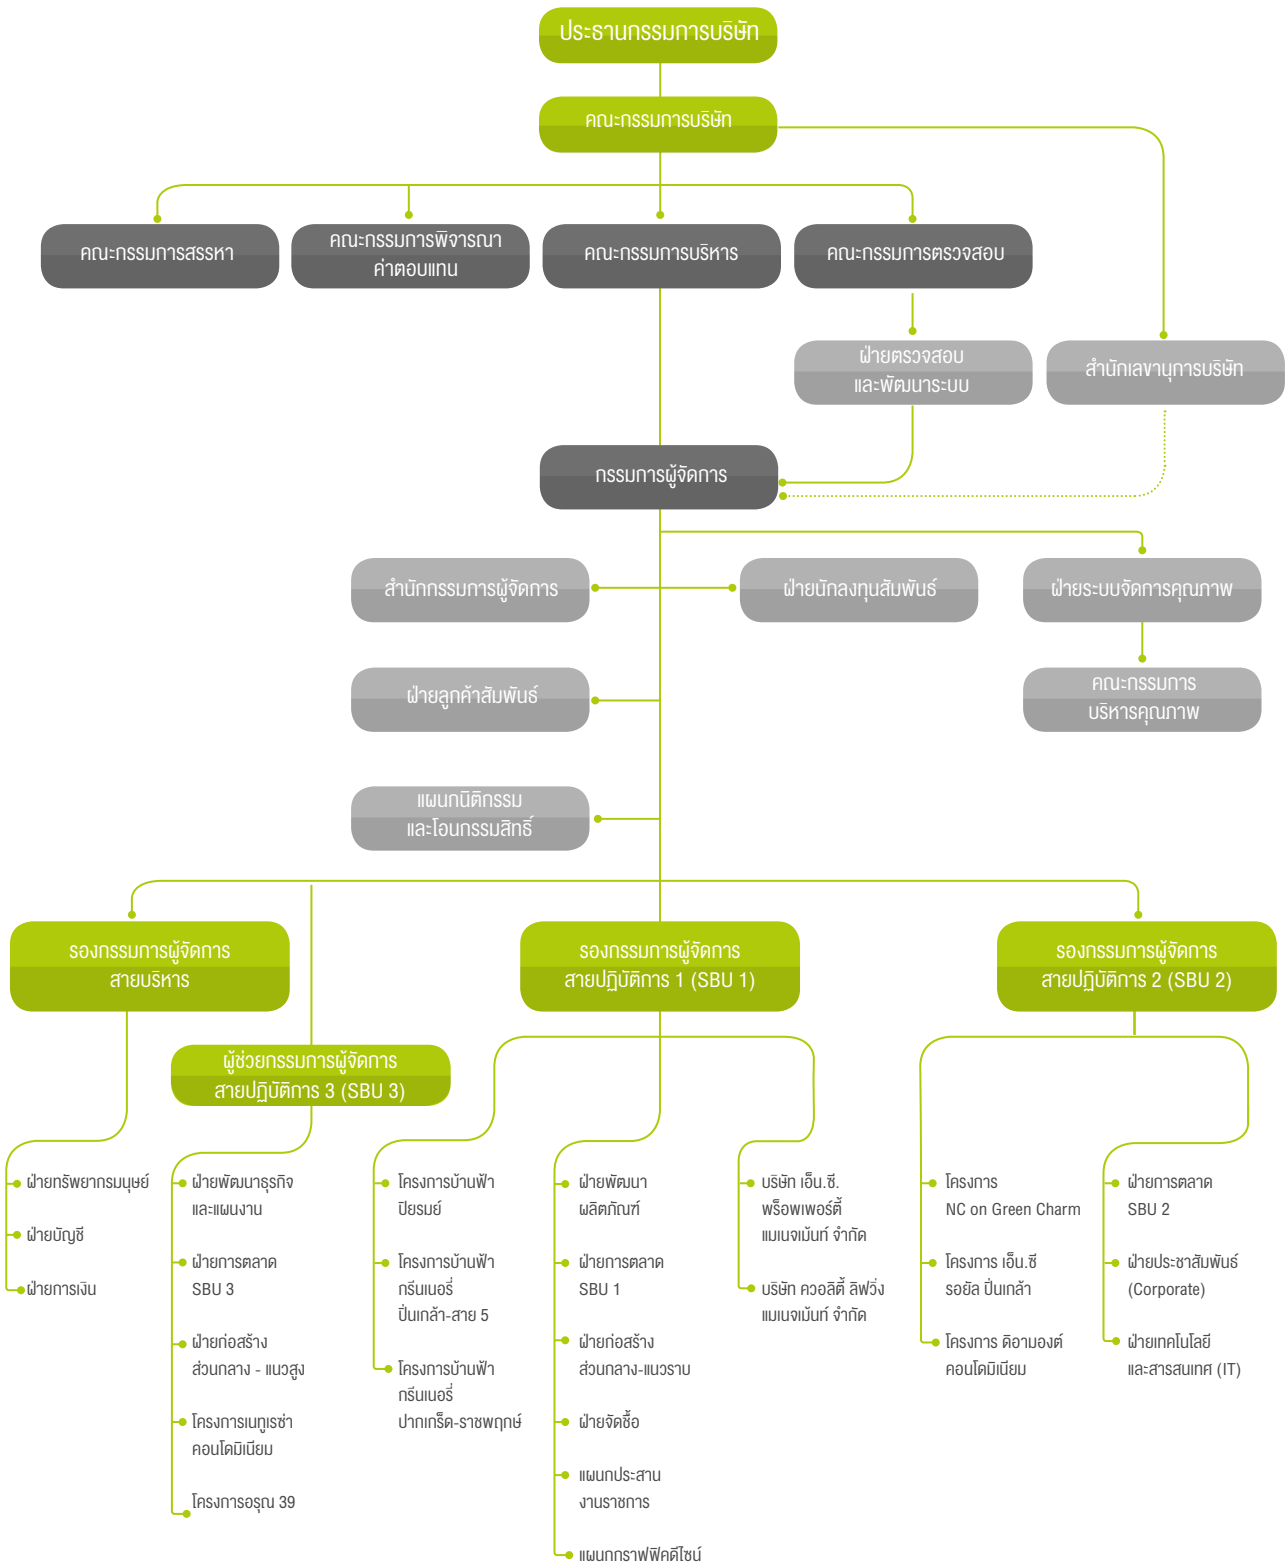 ประธานกรรมการบริษัท
คณะกรรมการบริษัท
คณะกรรมการสรรหา
คณะกรรมการพิจารณา
ค่าตอบแทน
คณะกรรมการบริหาร
คณะกรรมการตรวจสอบ
ฝ่ายตรวจสอบ
และพัฒนาระบบ
สำนักเลขานุการบริษัท
กรรมการผู้จัดการ
สำนักกรรมการผู้จัดการ
ฝ่ายนักลงทุนสัมพันธ์
ฝ่ายระบบจัดการคุณภาพ
ฝ่ายลูกค้าสัมพันธ์
คณะกรรมการ
บริหารคุณภาพ
แผนกนิติกรรม
และโอนกรรมสิทธิ์
รองกรรมการผู้จัดการ
สายบริหาร
รองกรรมการผู้จัดการ
สายปฏิบัติการ 1 (SBU 1)
รองกรรมการผู้จัดการ
สายปฏิบัติการ 2 (SBU 2)
ผู้ช่วยกรรมการผู้จัดการ
สายปฏิบัติการ 3 (SBU 3)
ฝ่ายทรัพยากรมนุษย์
ฝ่ายบัญชี
ฝ่ายการเงิน
ฝ่ายพัฒนาธุรกิจ
และแผนงาน
ฝ่ายการตลาด
SBU 3
ฝ่ายก่อสร้าง
ส่วนกลาง - แนวสูง
โครงการเนทูเรซ่า
คอนโดมิเนียม
โครงการอรุณ 39
โครงการบ้านฟ้า
ปิยรมย์
โครงการบ้านฟ้า
กรีนเนอรี่
ปิ่นเกล้า-สาย 5
โครงการบ้านฟ้า
กรีนเนอรี่
ปากเกร็ด-ราชพฤกษ์
ฝ่ายพัฒนา
ผลิตภัณฑ์
ฝ่ายการตลาด
SBU 1
ฝ่ายก่อสร้าง
ส่วนกลาง-แนวราบ
ฝ่ายจัดซื้อ
แผนกประสาน
งานราชการ
แผนกกราฟฟิคดีไซน์
บริษัท เอ็น.ซี.
พร็อพเพอร์ตี้
แมเนจเม้นท์ จำกัด
บริษัท ควอลิตี้ ลิฟวิ่ง
แมเนจเม้นท์ จำกัด
โครงการ
NC on Green Charm
โครงการ เอ็น.ซี
รอยัล ปิ่นเกล้า
โครงการ ดิอามองต์
คอนโดมิเนียม
ฝ่ายการตลาด
SBU 2
ฝ่ายประชาสัมพันธ์
(Corporate)
ฝ่ายเทคโนโลยี
และสารสนเทศ (IT)